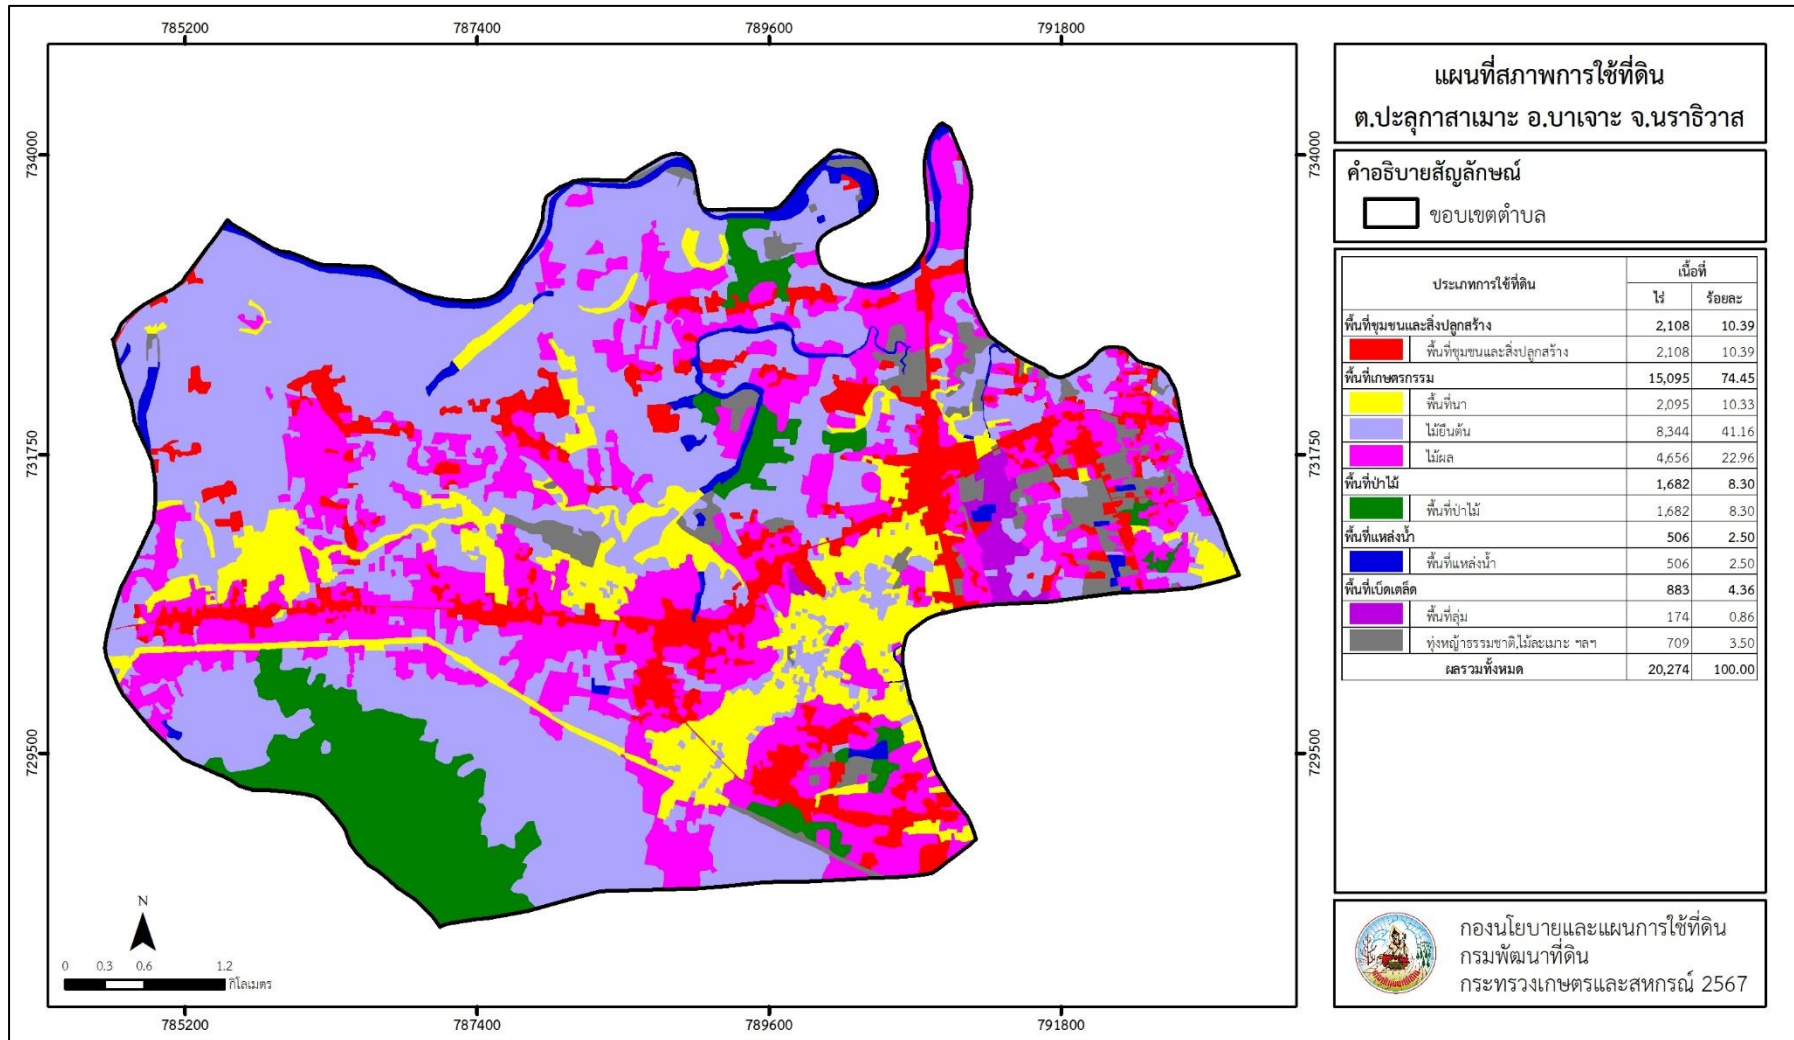 785200 787400 789600 791800
734000 734000
731750 731750
729500 729500
N
0 0.3 0.6 1.2
กิโลเมตร
785200 787400 789600 791800
แผนที่สภาพการใช้ที่ดิน
ต.ปะลุกาสาเมาะ อ.บาเจาะ จ.นราธิวาส
คำอธิบายสัญลักษณ์
ขอบเขตตำบล
ประเภทการใช้ที่ดิน เนื้อที่
ไร่ ร้อยละ
พื้นที่ชุมชนและสิ่งปลูกสร้าง 2,108 10.39
พื้นที่ชุมชนและสิ่งปลูกสร้าง 2,108 10.39
พื้นที่เกษตรกรรม 15,095 74.45
พื้นที่นา 2,095 10.33
ไม้ยืนต้น 8,344 41.16
ไม้ผล 4,656 22.96
พื้นที่ป่าไม้ 1,682 8.30
พื้นที่ป่าไม้ 1,682 8.30
พื้นที่แหล่งน้ำ 506 2.50
พื้นที่แหล่งน้ำ 506 2.50
พื้นที่เบ็ดเตล็ด 883 4.36
พื้นที่ลุ่ม 174 0.86
ทุ่งหญ้าธรรมชาติ,ไม้ละเมาะ ฯลฯ 709 3.50
ผลรวมทั้งหมด 20,274 100.00
กองนโยบายและแผนการใช้ที่ดิน
กรมพัฒนาที่ดิน
กระทรวงเกษตรและสหกรณ์ 2567